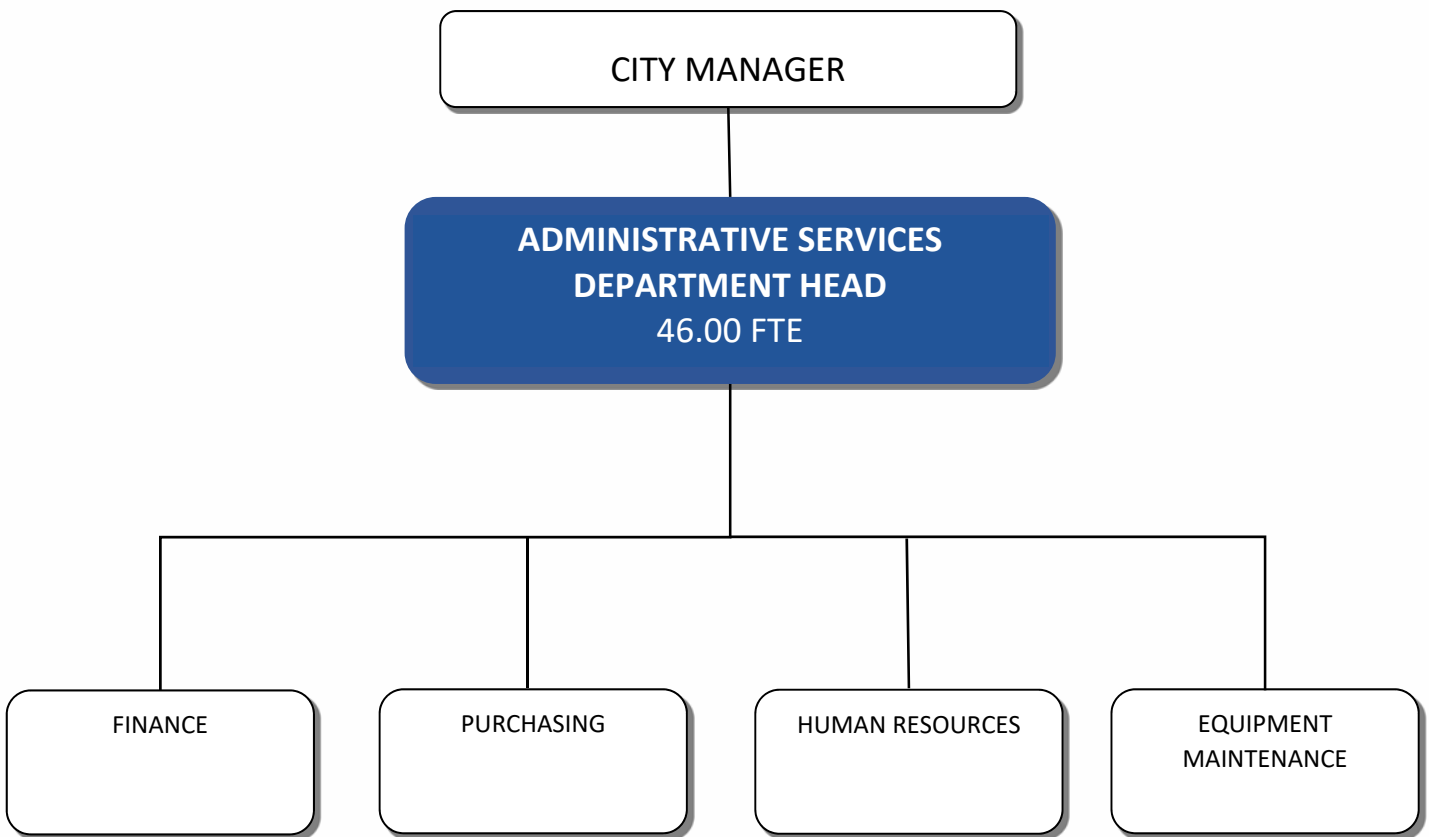 CITY MANAGER
ADMINISTRATIVE SERVICES
DEPARTMENT HEAD
46.00 FTE
FINANCE
PURCHASING
HUMAN RESOURCES
EQUIPMENT
MAINTENANCE